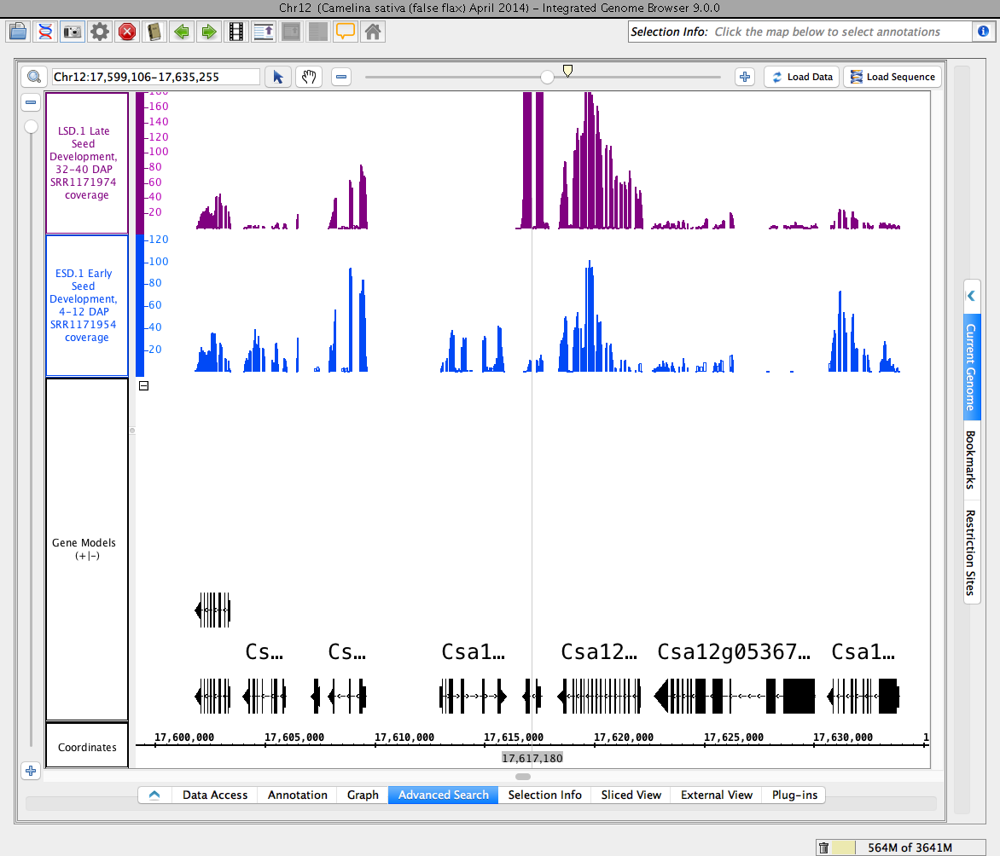 Chr12 (Camelina sativa (false flax) April 2014) – Integrated Genome Browser 9.0.0
Selection Info: Click the map below to select annotations
Chr12:17,599,106-17,635,255
Load Data
Load Sequence
LSD.1 Late
Seed
Development,
32-40 DAP
SRR1171974
coverage
180
160
140
120
100
80
60
40
20
ESD.1 Early
Seed
Development,
4-12 DAP
SRR1171954
coverage
120
100
80
60
40
20
Gene Models
(+|-)
Cs...
Cs...
Csa1...
Csa12...
Csa12g05367...
Csa1...
Coordinates
17,600,000
17,605,000
17,610,000
17,615,000
17,620,000
17,625,000
17,630,000
1
17,617,180
Current Genome
Bookmarks
Restriction Sites
Data Access
Annotation
Graph
Advanced Search
Selection Info
Sliced View
External View
Plug-ins
564M of 3641M